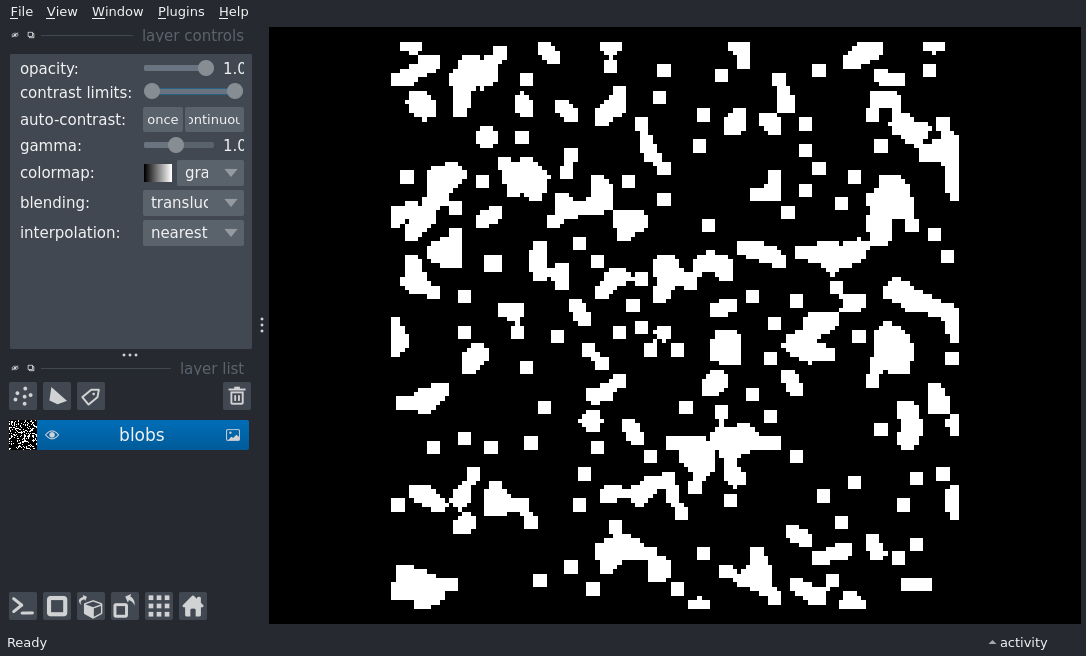 File View Window Plugins Help
layer controls
opacity: 1.0
contrast limits:
auto-contrast: once ontinuou
gamma: 1.0
colormap: gra
blending: transluc
interpolation: nearest
layer list
blobs
Ready
activity